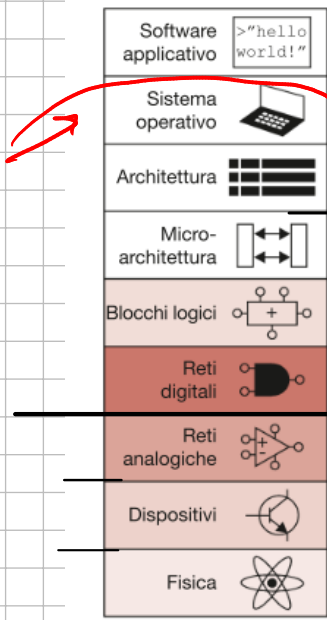 Software
applicativo
>"hello
world!"
Sistema
operativo
Architettura
Micro-
architettura
Blocchi logici
+
Reti
digitali
Reti
analogiche
+
-
Dispositivi
Fisica